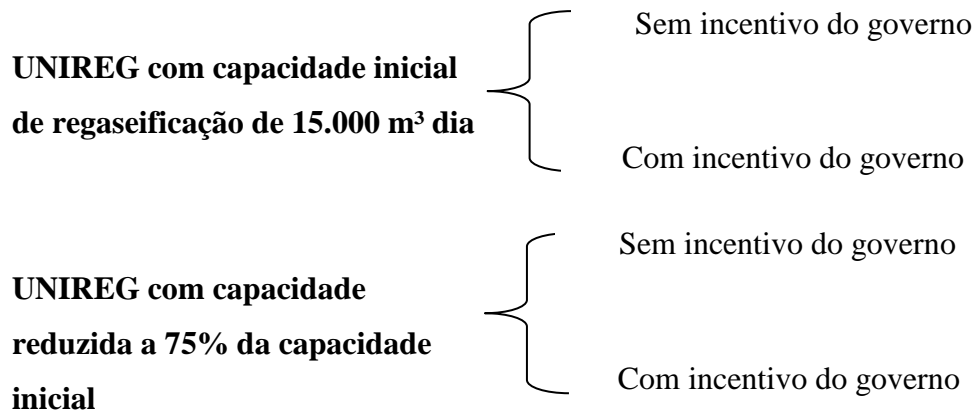 Sem incentivo do governo
UNIREG com capacidade inicial
de regaseificação de 15.000 m³ dia
Com incentivo do governo
Sem incentivo do governo
UNIREG com capacidade
reduzida a 75% da capacidade
inicial
Com incentivo do governo